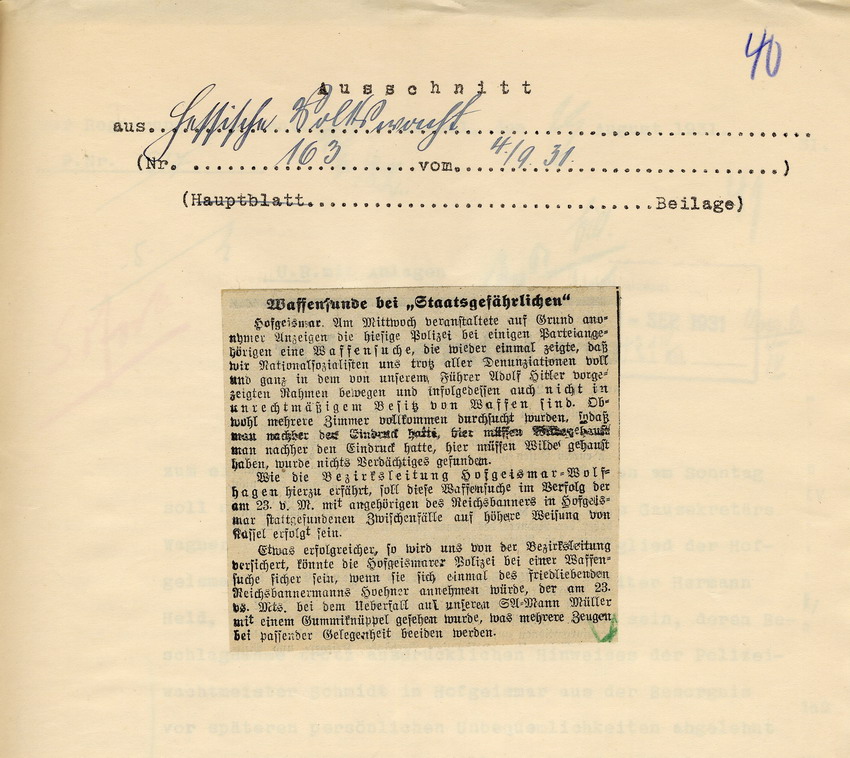 40
Ausschnitt
aus Hessische Volkswacht
(Nr. 163 vom 4/9.31.)
(Hauptblatt Beilage)
Waffenfunde bei „Staatsgefährlichen“
Hofgeismar. Am Mittwoch veranstaltete auf Grund ano-
nymer Anzeigen die hiesige Polizei bei einigen Parteiange-
hörigen eine Waffensuche, die wieder einmal zeigte, daß
wir Nationalsozialisten uns trotz aller Denunziationen voll
und ganz in dem von unserem Führer Adolf Hitler vorge-
zeigten Rahmen bewegen und infolgedessen auch nicht in
unrechtmäßigem Besitz von Waffen sind. Ob-
wohl mehrere Zimmer vollkommen durchsucht wurden, sodaß
man nachher den Eindruck hatte, hier müssen Wilde gehaust
man nachher den Eindruck hatte, hier müssen Wilde gehaust
haben, wurde nichts Verdächtiges gefunden.
Wie die Bezirksleitung Hofgeismar-Wolf-
hagen hierzu erfährt, soll diese Waffensuche im Verfolg der
am 23. v. M. mit angehörigen des Reichsbanners in Hofgeis-
mar stattgefundenen Zwischenfälle auf höhere Weisung von
Kassel erfolgt sein.
Etwas erfolgreicher, so wird uns von der Bezirksleitung
versichert, könnte die Hofgeismarer Polizei bei einer Waffen-
suche sicher sein, wenn sie sich einmal des friedliebenden
Reichsbannermanns Hoehner annehmen würde, der am 23.
vs. Mts. bei dem Ueberfall auf unseren SA-Mann Müller
mit einem Gummiknüppel gesehen wurde, was mehrere Zeugen
bei passender Gelegenheit beeiden werden.